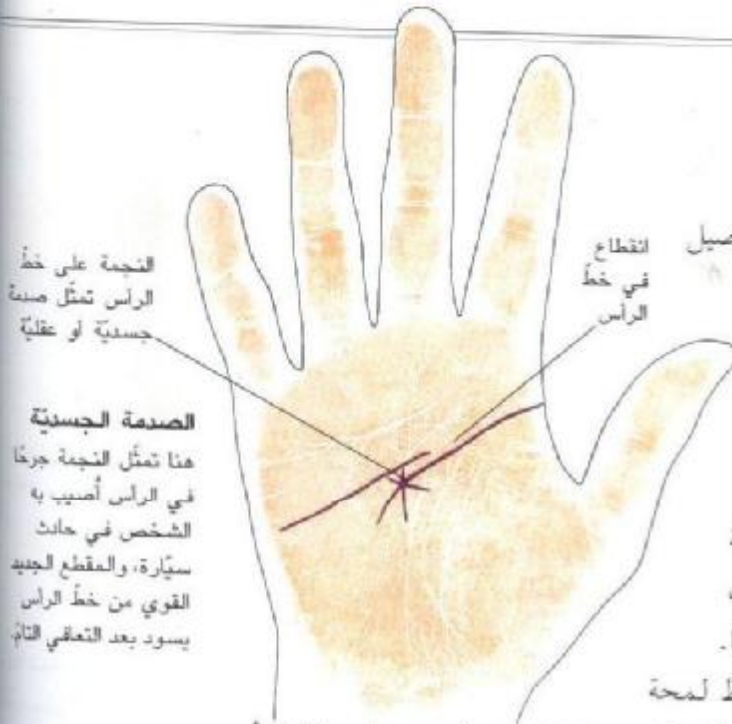 صيل
انقطاع
في خطّ
الرأس
النجمة على خطّ
الرأس تمثّل صدمة
جسديّة أو عقليّة
الصدمة الجسديّة
هنا تمثّل النجمة جرحًا
في الرأس أُصيب به
الشخص في حادث
سيّارة، والمقطع الجديد
القوي من خطّ الرأس
يسود بعد التعافي التامّ.
ط لمحة